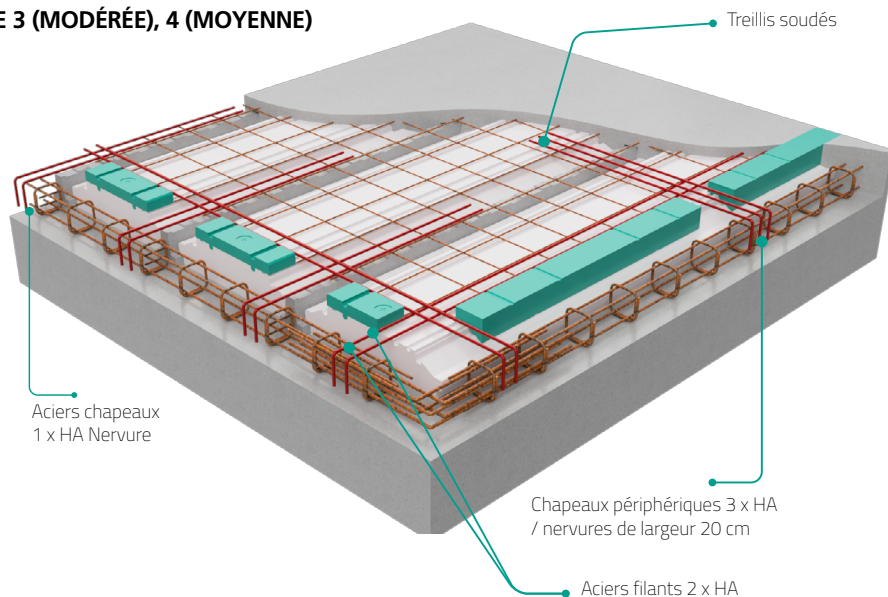 E 3 (MODÉRÉE), 4 (MOYENNE)
Treillis soudés
Aciers chapeaux
1 x HA Nervure
Chapeaux périphériques 3 x HA
/ nervures de largeur 20 cm
Aciers filants 2 x HA